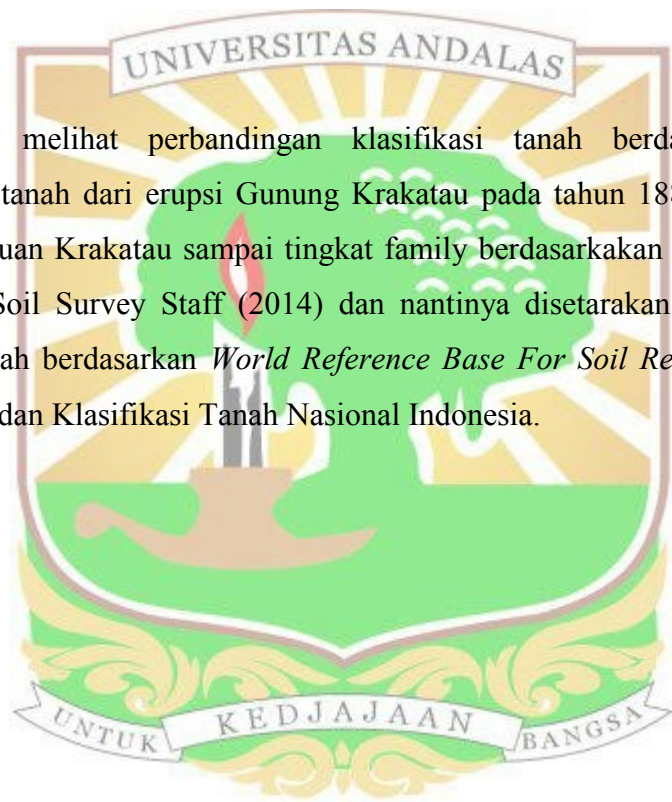 UNIVERSITAS ANDALAS
melihat perbandingan klasifikasi tanah berda
tanah dari erupsi Gunung Krakatau pada tahun 18
uan Krakatau sampai tingkat family berdasarkakan
Soil Survey Staff (2014) dan nantinya disetarakan
ah berdasarkan World Reference Base For Soil Re
dan Klasifikasi Tanah Nasional Indonesia.
UNTUK KEDJAJAAN BANGSA